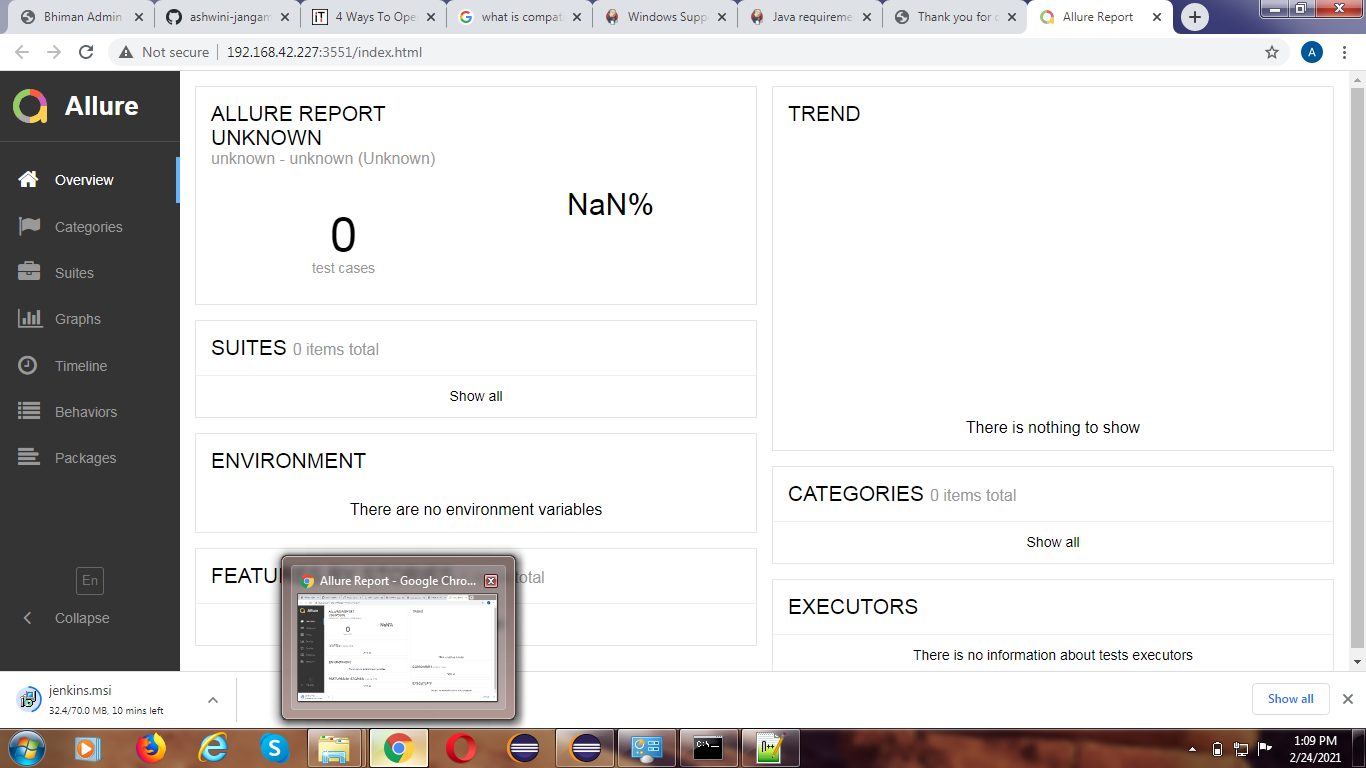 Bhiman Admin
ashwini-jangam
4 Ways To Ope
what is compat
Windows Supp
Java requireme
Thank you for
Allure Report
Not secure
192.168.42.227:3551/index.html
A
Allure
Overview
Categories
Suites
Graphs
Timeline
Behaviors
Packages
En
Collapse
ALLURE REPORT
UNKNOWN
unknown - unknown (Unknown)
0
test cases
NaN%
SUITES 0 items total
Show all
ENVIRONMENT
There are no environment variables
TREND
There is nothing to show
CATEGORIES 0 items total
Show all
EXECUTORS
There is no information about tests executors
Allure Report - Google Chro...
jenkins.msi
32.4/70.0 MB, 10 mins left
Show all
1:09 PM
2/24/2021